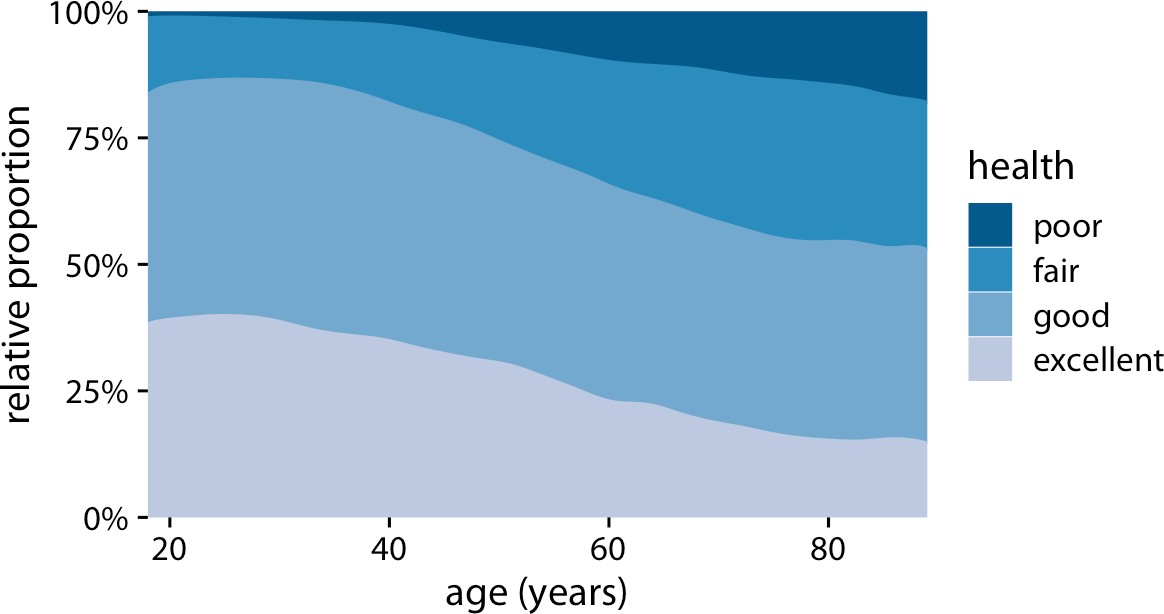 100%
75%
50%
25%
0%
relative proportion
20 40 60 80
age (years)
health
poor
fair
good
excellent